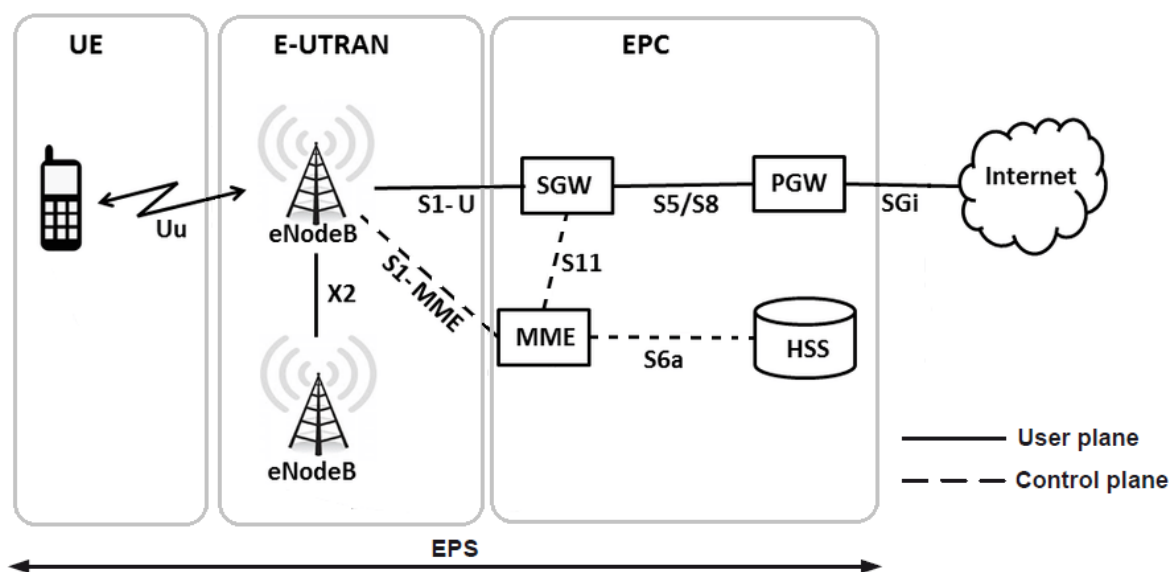 UE
E-UTRAN
EPC
Uu
eNodeB
X2
eNodeB
S1- U
S1- MME
SGW
S5/S8
PGW
SGi
Internet
S11
MME
S6a
HSS
User plane
Control plane
EPS